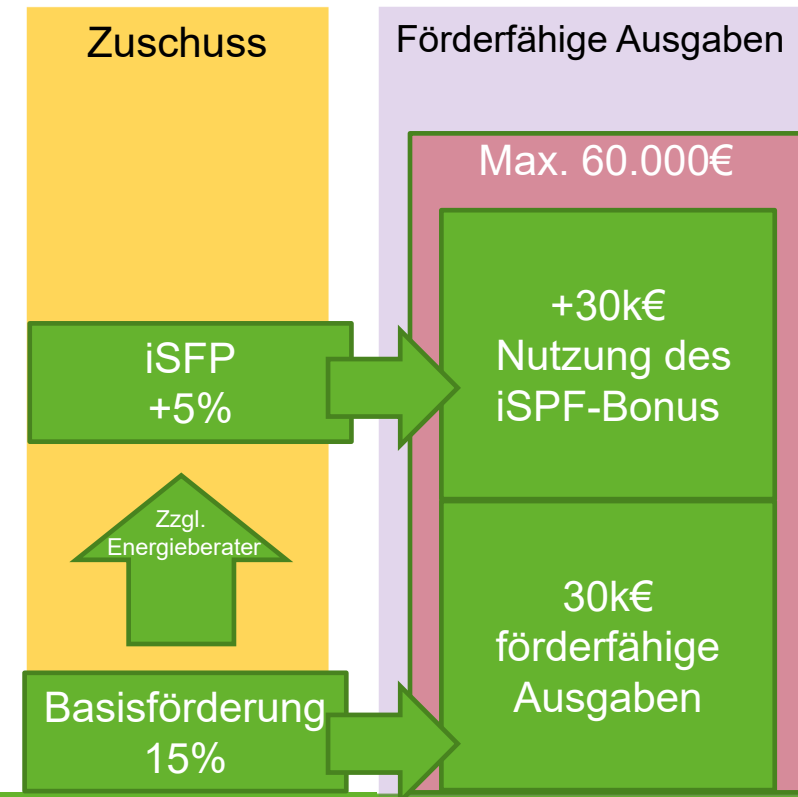 Zuschuss
Förderfähige Ausgaben
Max. 60.000€
+30k€
Nutzung des
iSPF-Bonus
iSFP
+5%
Zzgl.
Energieberater
30k€
förderfähige
Ausgaben
Basisförderung
15%